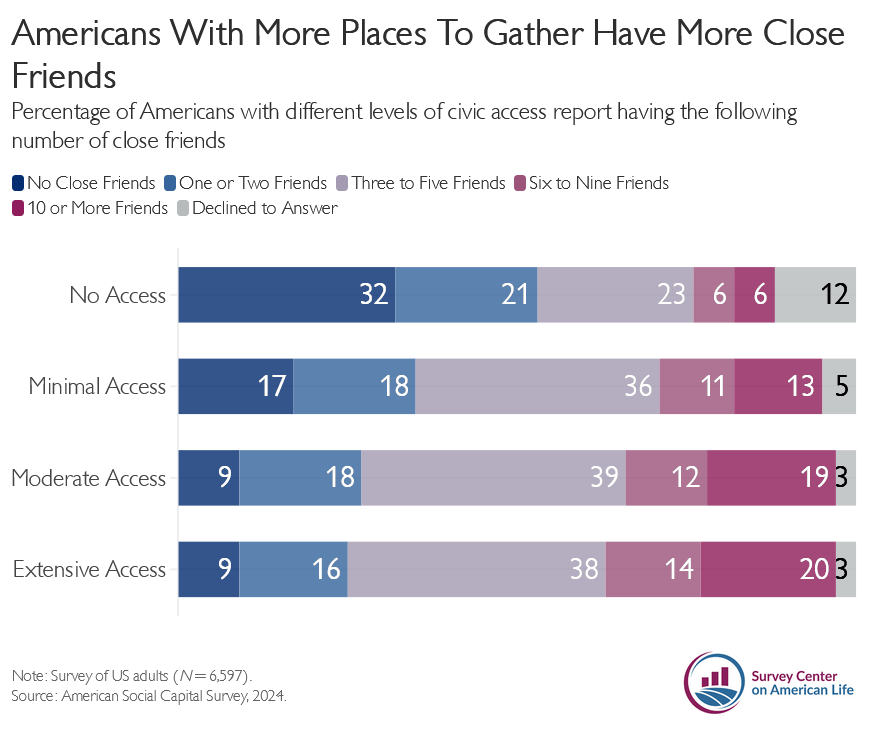 Americans With More Places To Gather Have More Close
Friends
Percentage of Americans with different levels of civic access report having the following
number of close friends
No Close Friends One or Two Friends Three to Five Friends Six to Nine Friends
10 or More Friends Declined to Answer
No Access 32 21 23 6 6 12
Minimal Access 17 18 36 11 13 5
Moderate Access 9 18 39 12 19 3
Extensive Access 9 16 38 14 20 3
Note: Survey of US adults (N = 6,597).
Source: American Social Capital Survey, 2024.
Survey Center
on American Life